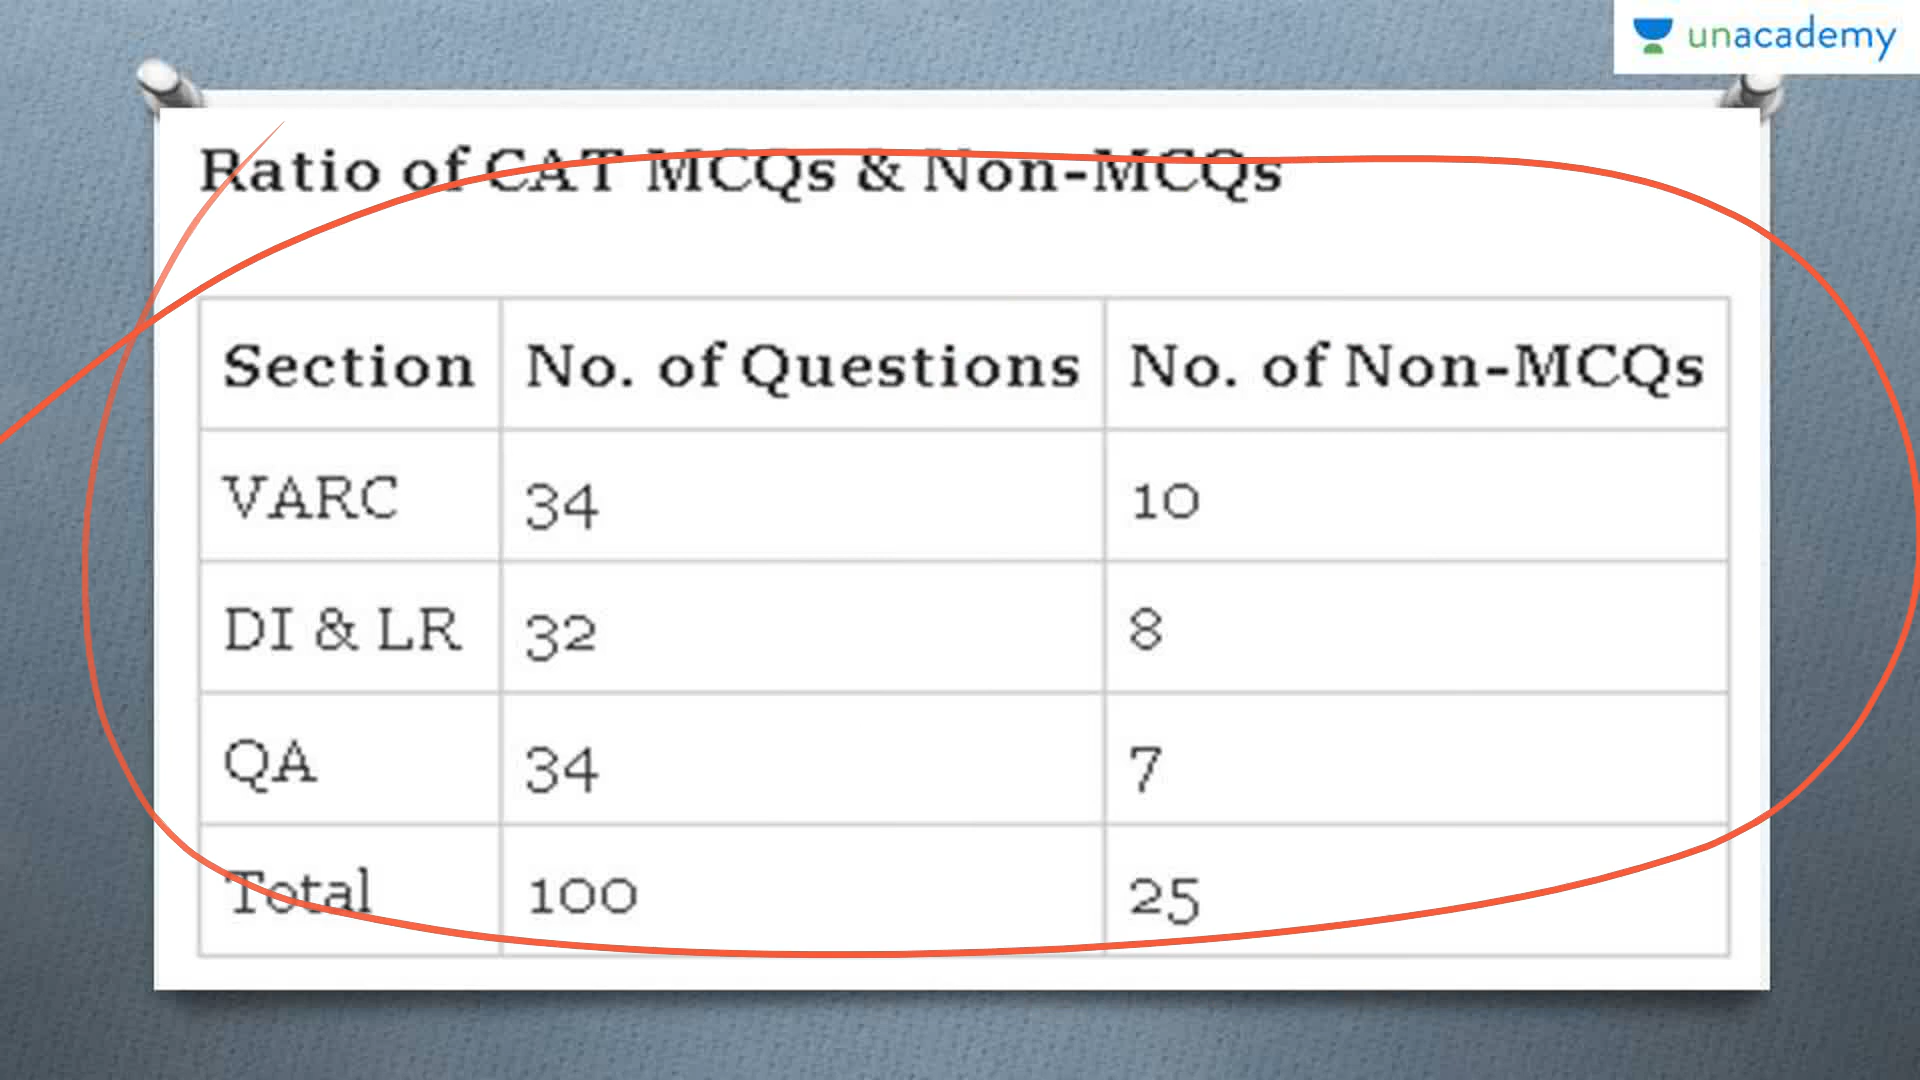 unacademy
Ratio of CAT MCQs & Non-MCQs
Section No. of Questions No. of Non-MCQs
VARC 34 10
DI & LR 32 8
QA 34 7
Total 100 25